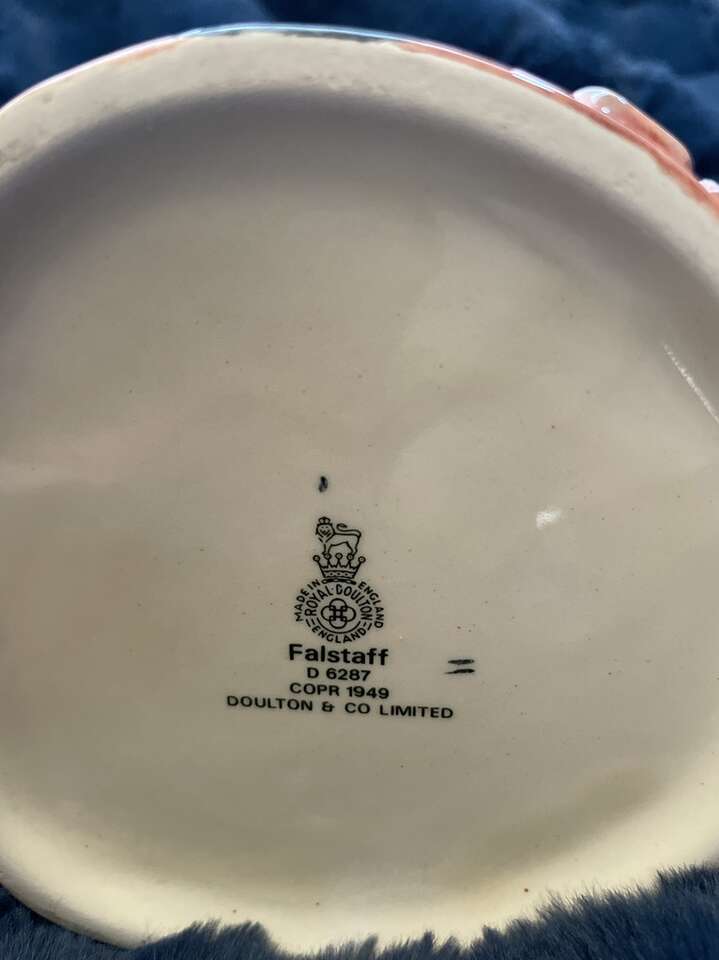 MADE IN ENGLAND
ROYAL·DOULTON
ENGLAND
Falstaff
D 6287
COPR 1949
DOULTON & CO LIMITED